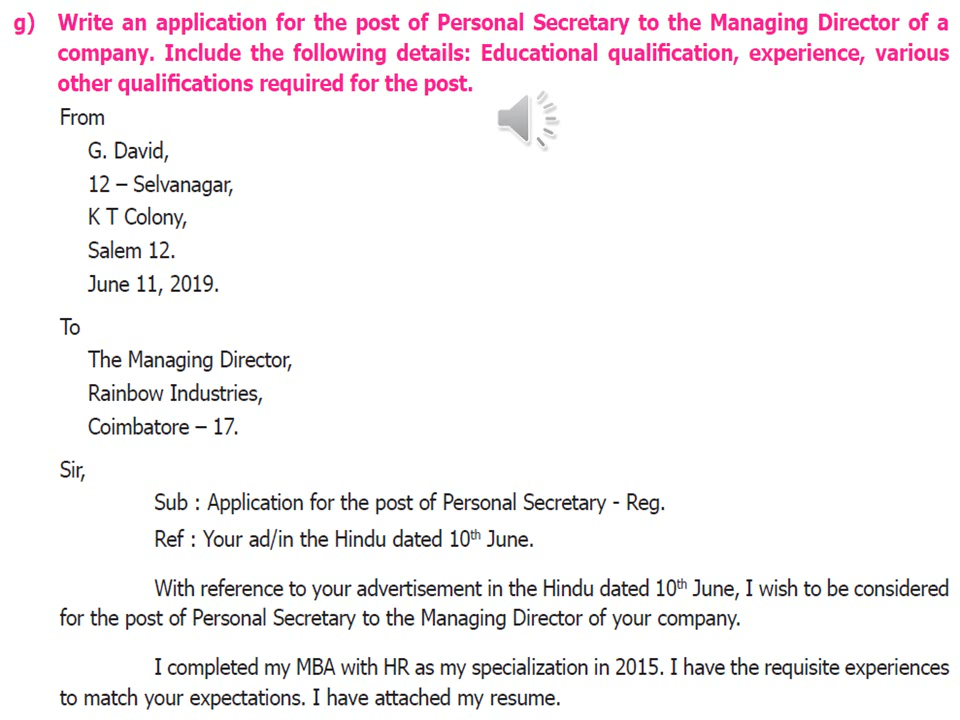 g) Write an application for the post of Personal Secretary to the Managing Director of a
company. Include the following details: Educational qualification, experience, various
other qualifications required for the post.
From
G. David,
12 – Selvanagar,
K T Colony,
Salem 12.
June 11, 2019.
To
The Managing Director,
Rainbow Industries,
Coimbatore – 17.
Sir,
Sub : Application for the post of Personal Secretary - Reg.
Ref : Your ad/in the Hindu dated 10th June.
With reference to your advertisement in the Hindu dated 10th June, I wish to be considered
for the post of Personal Secretary to the Managing Director of your company.
I completed my MBA with HR as my specialization in 2015. I have the requisite experiences
to match your expectations. I have attached my resume.